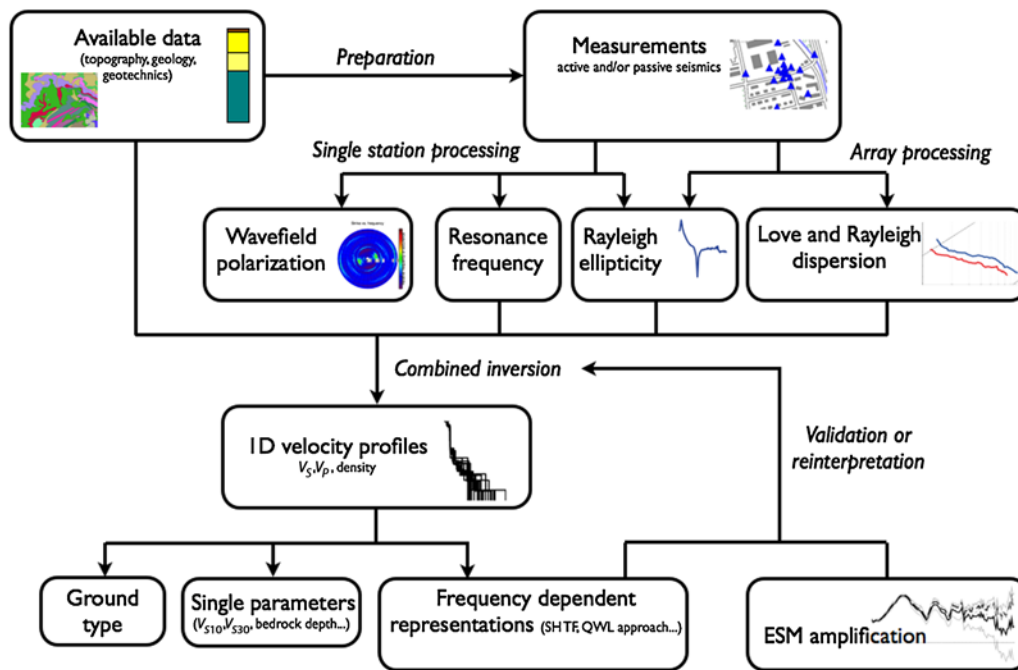 Available data
(topography, geology,
geotechnics)
Preparation
Measurements
active and/or passive seismics
Single station processing
Array processing
Wavefield
polarization
Resonance
frequency
Rayleigh
ellipticity
Love and Rayleigh
dispersion
Combined inversion
1D velocity profiles
VS,VP, density
Validation or
reinterpretation
Ground
type
Single parameters
(VS10,VS30, bedrock depth...)
Frequency dependent
representations (SHTF, QWL approach...)
ESM amplification